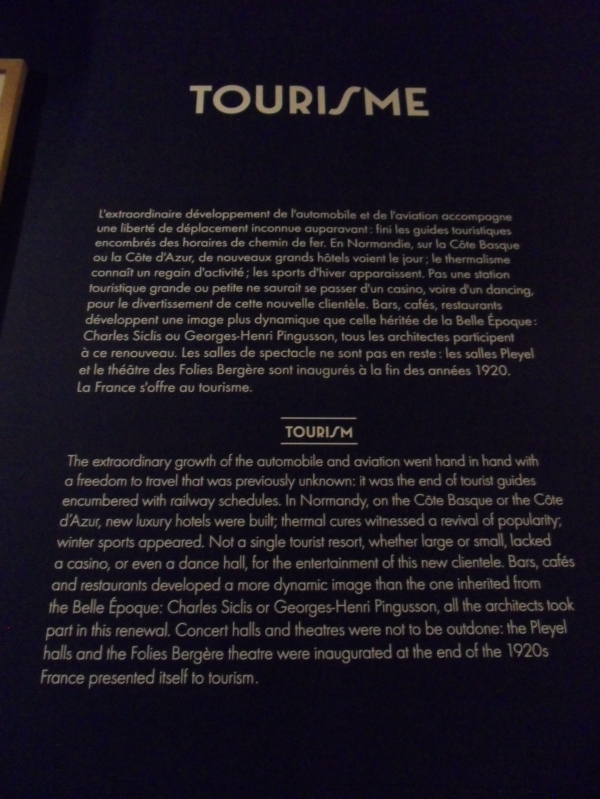 TOURISME
L'extraordinaire développement de l'automobile et de l'aviation accompagne
une liberté de déplacement inconnue auparavant : fini les guides touristiques
encombrés des horaires de chemin de fer. En Normandie, sur la Côte Basque
ou la Côte d'Azur, de nouveaux grands hôtels voient le jour ; le thermalisme
connaît un regain d'activité ; les sports d'hiver apparaissent. Pas une station
touristique grande ou petite ne saurait se passer d'un casino, voire d'un dancing,
pour le divertissement de cette nouvelle clientèle. Bars, cafés, restaurants
développent une image plus dynamique que celle héritée de la Belle Époque :
Charles Siclis ou Georges-Henri Pingusson, tous les architectes participent
à ce renouveau. Les salles de spectacle ne sont pas en reste : les salles Pleyel
et le théâtre des Folies Bergère sont inaugurés à la fin des années 1920.
La France s'offre au tourisme.
TOURISM
The extraordinary growth of the automobile and aviation went hand in hand with
a freedom to travel that was previously unknown: it was the end of tourist guides
encumbered with railway schedules. In Normandy, on the Côte Basque or the Côte
d'Azur, new luxury hotels were built; thermal cures witnessed a revival of popularity;
winter sports appeared. Not a single tourist resort, whether large or small, lacked
a casino, or even a dance hall, for the entertainment of this new clientele. Bars, cafés
and restaurants developed a more dynamic image than the one inherited from
the Belle Époque: Charles Siclis or Georges-Henri Pingusson, all the architects took
part in this renewal. Concert halls and theatres were not to be outdone: the Pleyel
halls and the Folies Bergère theatre were inaugurated at the end of the 1920s
France presented itself to tourism.